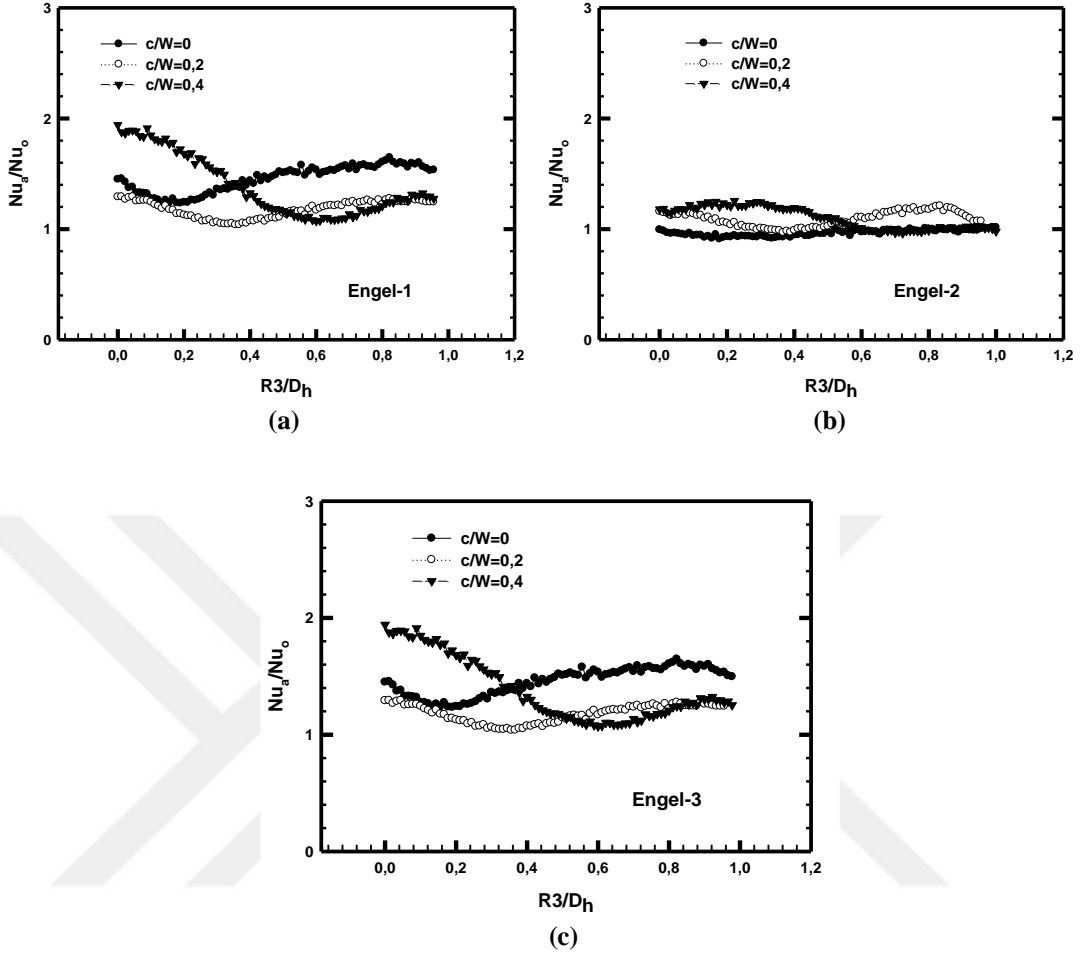 3
2
1
0
Nuₐ/Nuₒ
c/W=0
c/W=0,2
c/W=0,4
Engel-1
0,0 0,2 0,4 0,6 0,8 1,0 1,2
R3/Dₕ
(a)
3
2
1
0
Nuₐ/Nuₒ
c/W=0
c/W=0,2
c/W=0,4
Engel-2
0,0 0,2 0,4 0,6 0,8 1,0 1,2
R3/Dₕ
(b)
3
2
1
0
Nuₐ/Nuₒ
c/W=0
c/W=0,2
c/W=0,4
Engel-3
0,0 0,2 0,4 0,6 0,8 1,0 1,2
R3/Dₕ
(c)